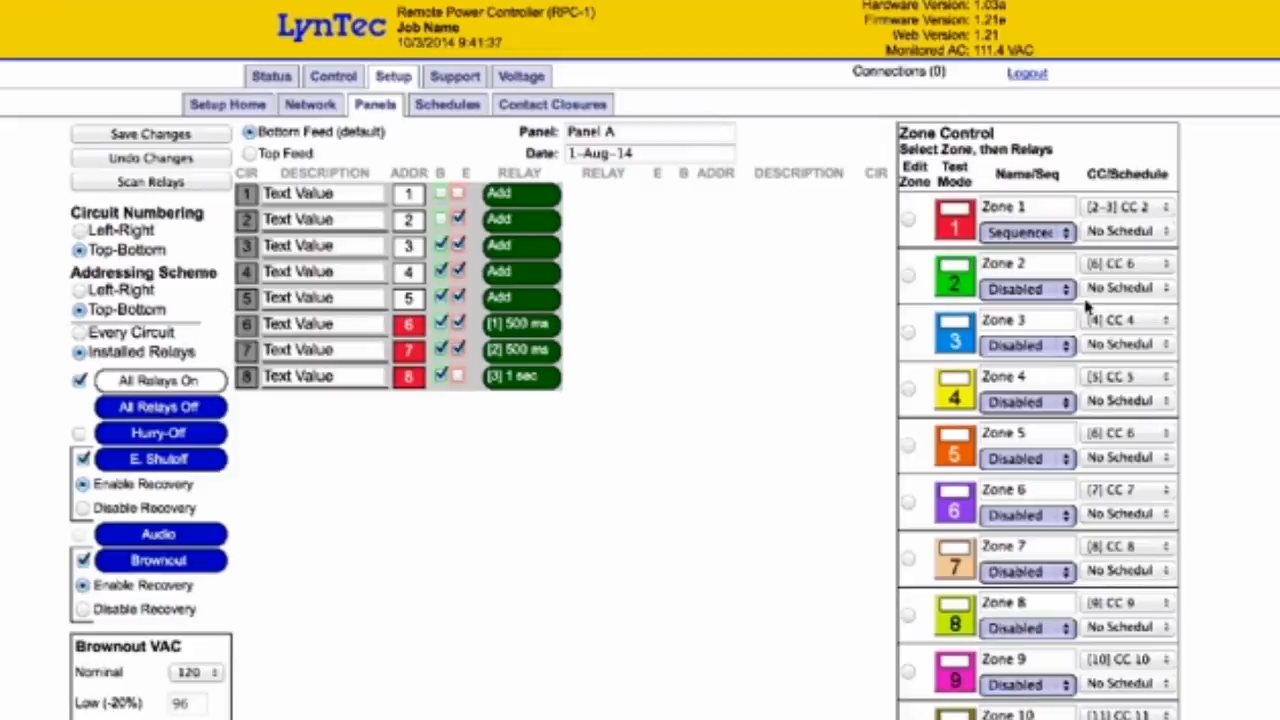 LynTec
Remote Power Controller (RPC-1)
Job Name
10/3/2014 9:41:37
Hardware Version: 1.03a
Firmware Version: 1.21e
Web Version: 1.21
Monitored AC: 111.4 VAC
Status Control Setup Support Voltage
Connections (0) Logout
Setup Home Network Panels Schedules Contact Closures
Save Changes
Undo Changes
Scan Relays
Circuit Numbering
Left-Right
Top-Bottom
Addressing Scheme
Left-Right
Top-Bottom
Every Circuit
Installed Relays
All Relays On
All Relays Off
Hurry-Off
E. Shutoff
Enable Recovery
Disable Recovery
Audio
Brownout
Enable Recovery
Disable Recovery
Brownout VAC
Nominal 120
Low (-20%) 96
Bottom Feed (default) Panel: Panel A
Top Feed Date: 1-Aug-14
CIR DESCRIPTION ADDR B E RELAY RELAY E B ADDR DESCRIPTION CIR
1 Text Value 1 Add
2 Text Value 2 Add
3 Text Value 3 Add
4 Text Value 4 Add
5 Text Value 5 Add
6 Text Value 6 [1] 500 ms
7 Text Value 7 [2] 500 ms
8 Text Value 8 [3] 1 sec
Zone Control
Select Zone, then Relays
Edit Zone Test Mode Name/Seq CC/Schedule
1 Zone 1 [2-3] CC 2
Sequencer No Schedul
2 Zone 2 [6] CC 6
Disabled No Schedul
3 Zone 3 [4] CC 4
Disabled No Schedul
4 Zone 4 [5] CC 5
Disabled No Schedul
5 Zone 5 [6] CC 6
Disabled No Schedul
6 Zone 6 [7] CC 7
Disabled No Schedul
7 Zone 7 [8] CC 8
Disabled No Schedul
8 Zone 8 [9] CC 9
Disabled No Schedul
9 Zone 9 [10] CC 10
Disabled No Schedul
Zone 10 [11] CC 11